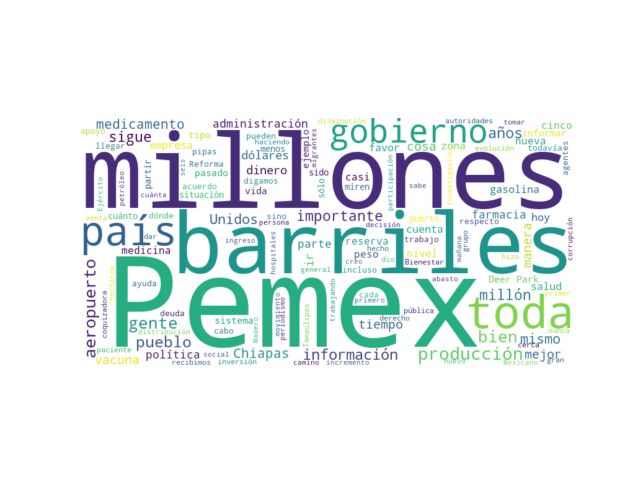 apoyo medicamento administración disminución autoridades tomar cinco
sigue tipo pueden haciendo menos ejemplo migrantes gobierno años informar
llegar empresa dólares favor cosa zona nueva todavía
millones
Ejército petróleo cuánta partir seis Reforma pasado dinero sido casi evolución agentes
acuerdo situación digamos vida sólo miren participación sabe investigación gasolina
venta cuánto dónde Unidos sino importante puerto respecto farmacia hoy
país dar persona decisión cuenta trabajo mañana grupo manera corrupción
barriles
medicina ingreso hospitales parte ir reserva peso nivel hizo
aeropuerto general incluso creo dio Bienestar
Pemex
coquizadora ayuda cada primero abasto Deer Park salud primer
deuda gente sistema movimiento periodismo Tamaulipas trabajando derecho pública millón toda
distribución cabo Madero tiempo bien mismo nunca
paciente pueblo política social Chiapas información producción cerca mejor
vacuna recibimos inversión camino incremento nuevo mexicano gran
pipas hecho